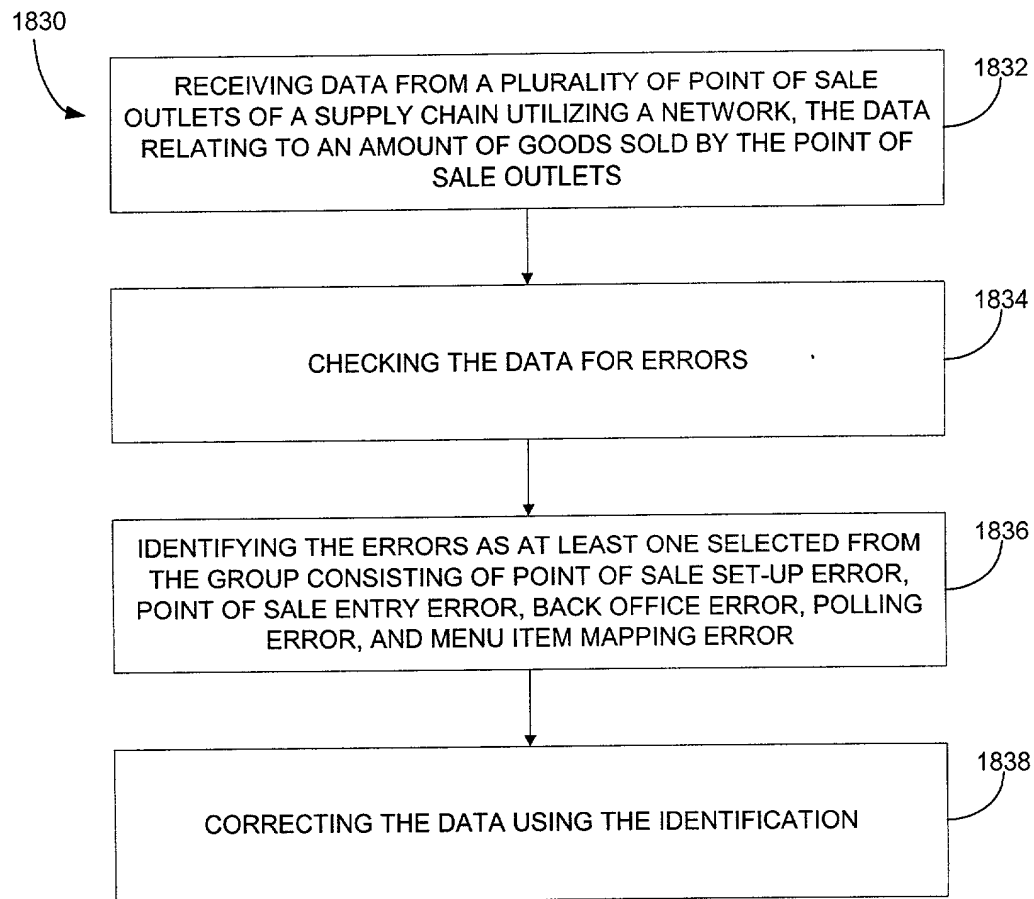 1830
1832
RECEIVING DATA FROM A PLURALITY OF POINT OF SALE
OUTLETS OF A SUPPLY CHAIN UTILIZING A NETWORK, THE DATA
RELATING TO AN AMOUNT OF GOODS SOLD BY THE POINT OF
SALE OUTLETS
1834
CHECKING THE DATA FOR ERRORS
1836
IDENTIFYING THE ERRORS AS AT LEAST ONE SELECTED FROM
THE GROUP CONSISTING OF POINT OF SALE SET-UP ERROR,
POINT OF SALE ENTRY ERROR, BACK OFFICE ERROR, POLLING
ERROR, AND MENU ITEM MAPPING ERROR
1838
CORRECTING THE DATA USING THE IDENTIFICATION